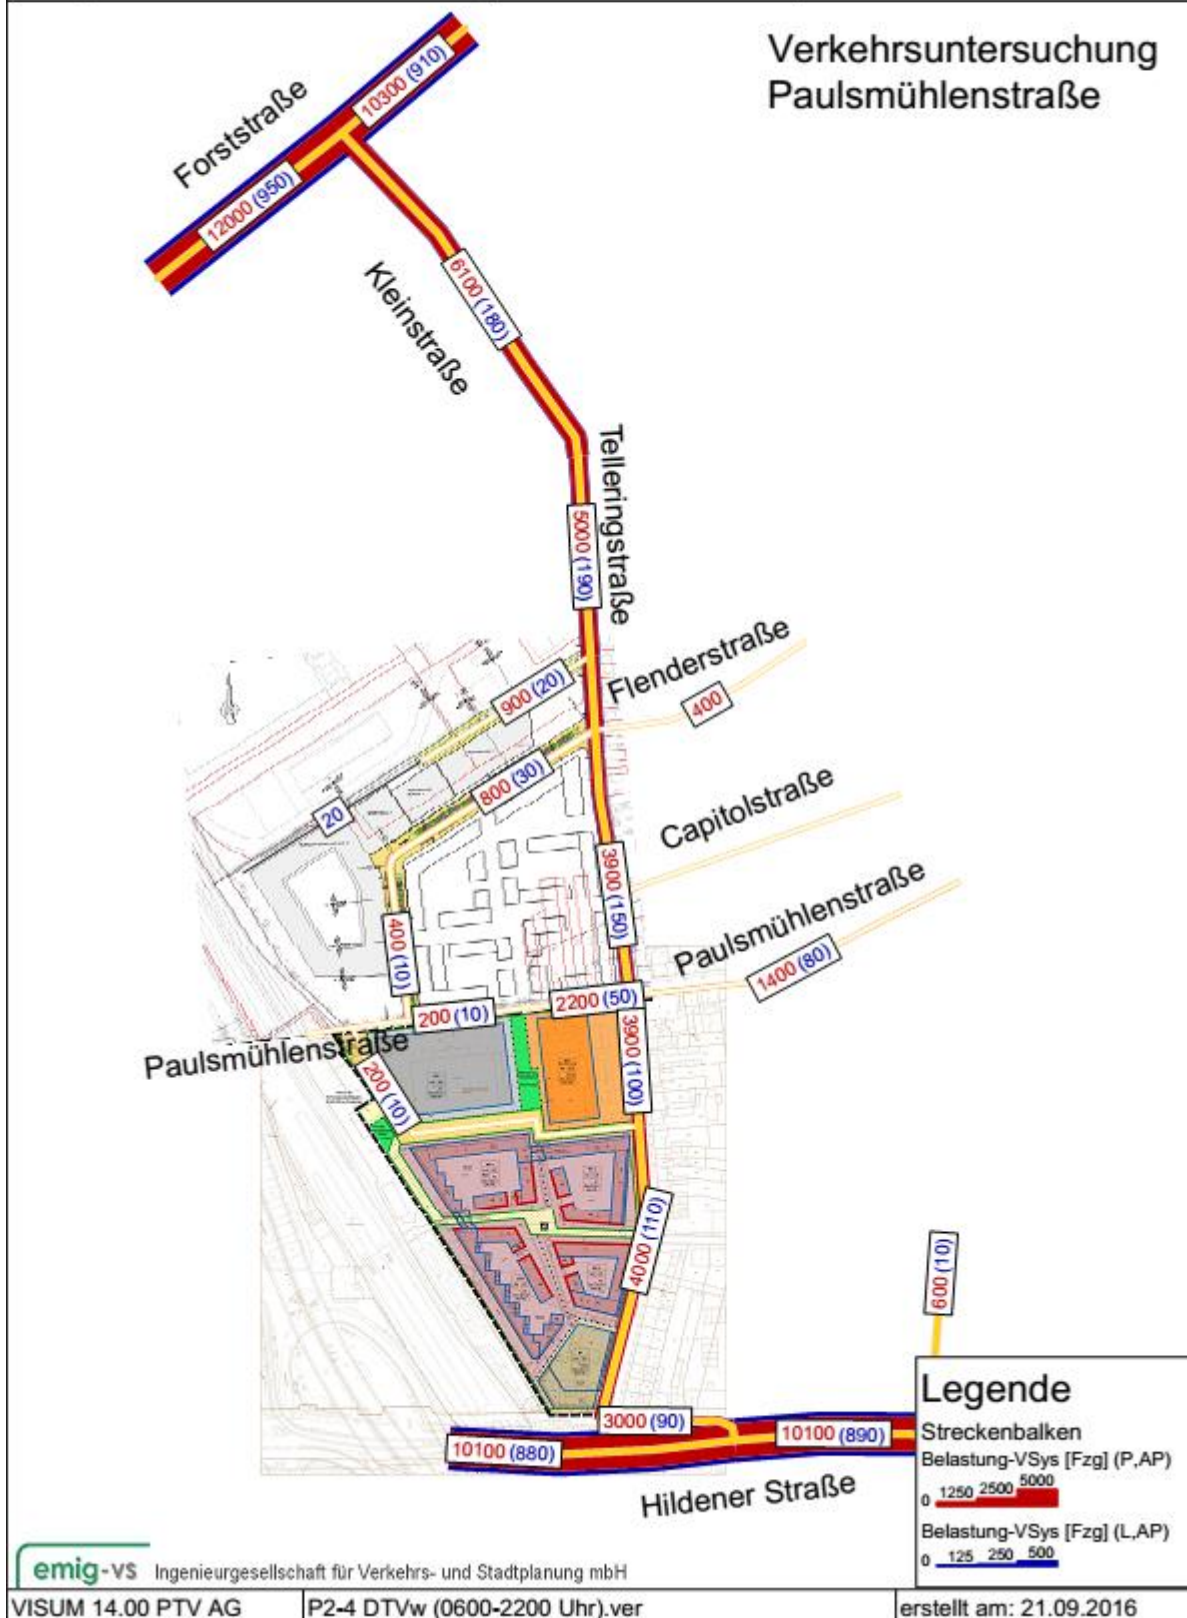 Verkehrsuntersuchung
Paulsmühlenstraße
10300 (910)
Forststraße
12000 (950)
6100 (180)
Kleinstraße
Telleringstraße
5000 (190)
Flenderstraße
900 (20)
400
800 (30)
20
Capitolstraße
3900 (150)
Paulsmühlenstraße
400 (10)
1400 (80)
2200 (50)
200 (10)
Paulsmühlenstraße
3900 (100)
200 (10)
4000 (110)
600 (10)
3000 (90)
10100 (880)
10100 (890)
Hildener Straße
Legende
Streckenbalken
Belastung-VSys [Fzg] (P,AP)
0 1250 2500 5000
Belastung-VSys [Fzg] (L,AP)
0 125 250 500
emig-vs Ingenieurgesellschaft für Verkehrs- und Stadtplanung mbH
VISUM 14.00 PTV AG
P2-4 DTVw (0600-2200 Uhr).ver
erstellt am: 21.09.2016